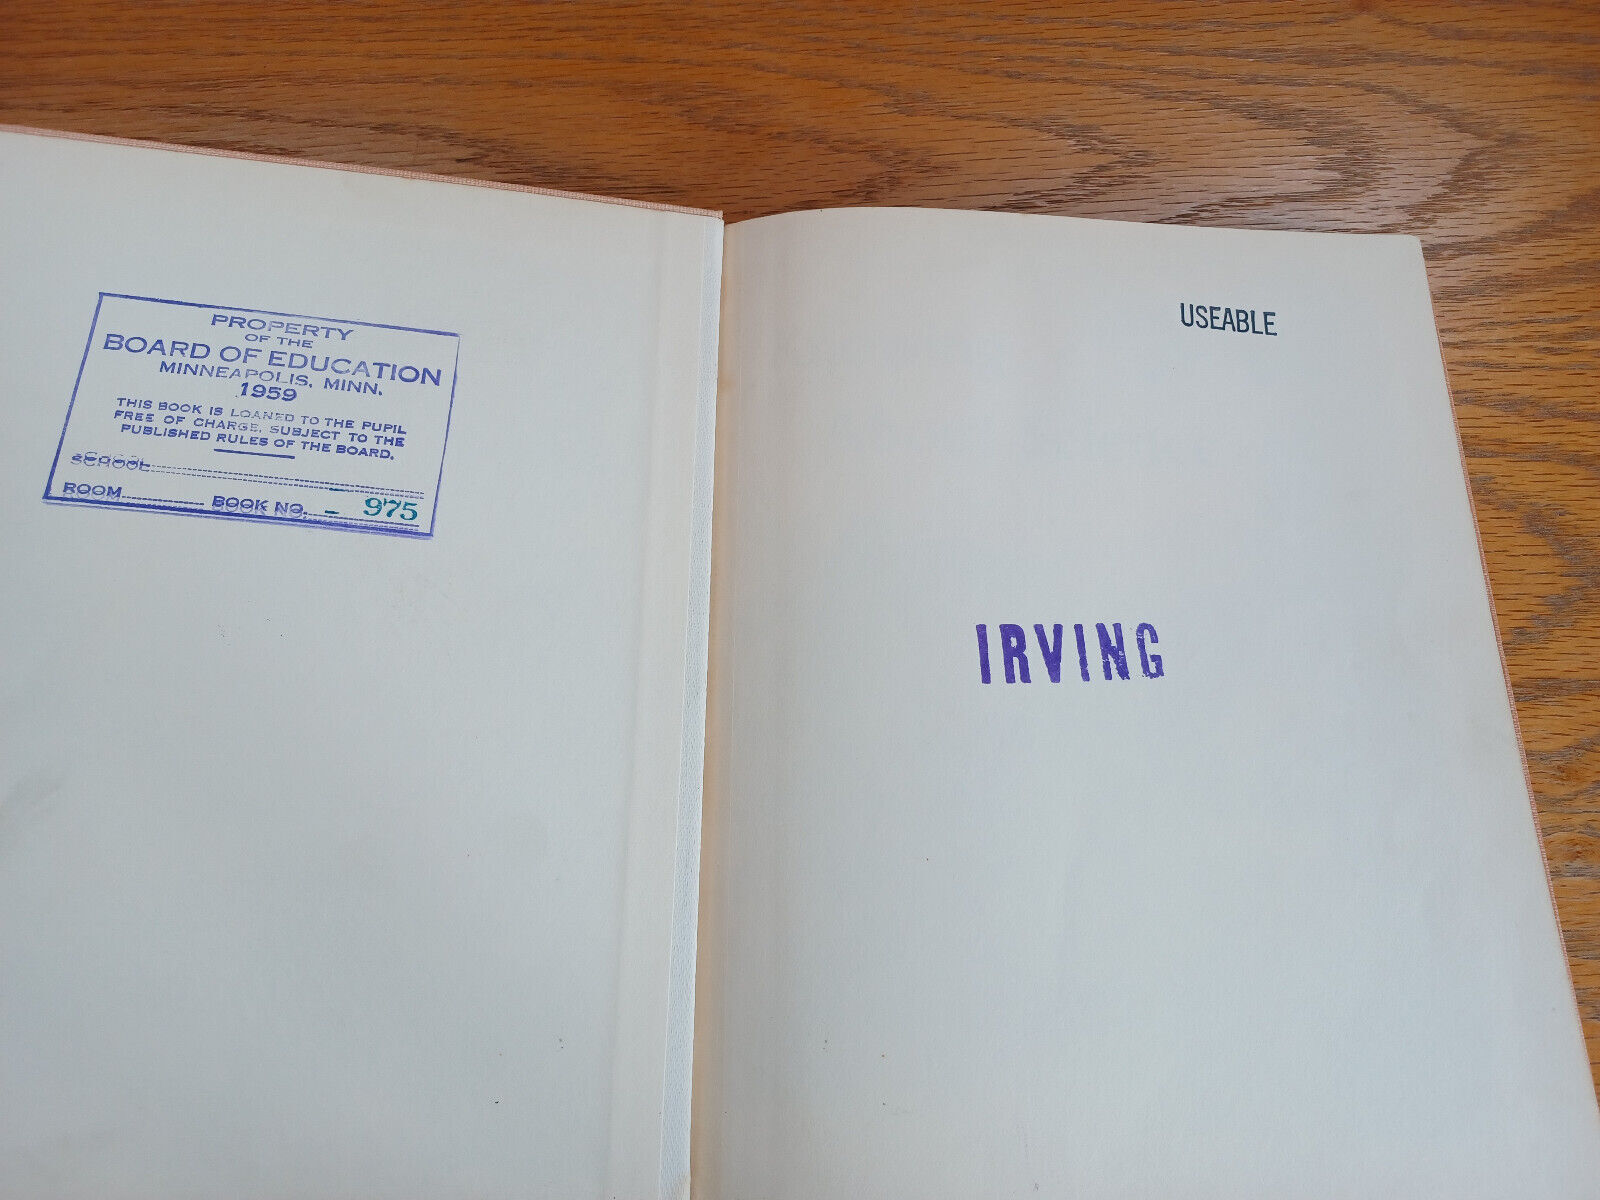 PROPERTY
OF THE
BOARD OF EDUCATION
MINNEAPOLIS, MINN.
1959
THIS BOOK IS LOANED TO THE PUPIL
FREE OF CHARGE, SUBJECT TO THE
PUBLISHED RULES OF THE BOARD.
SCHOOL
ROOM BOOK NO. - 975
USEABLE
IRVING